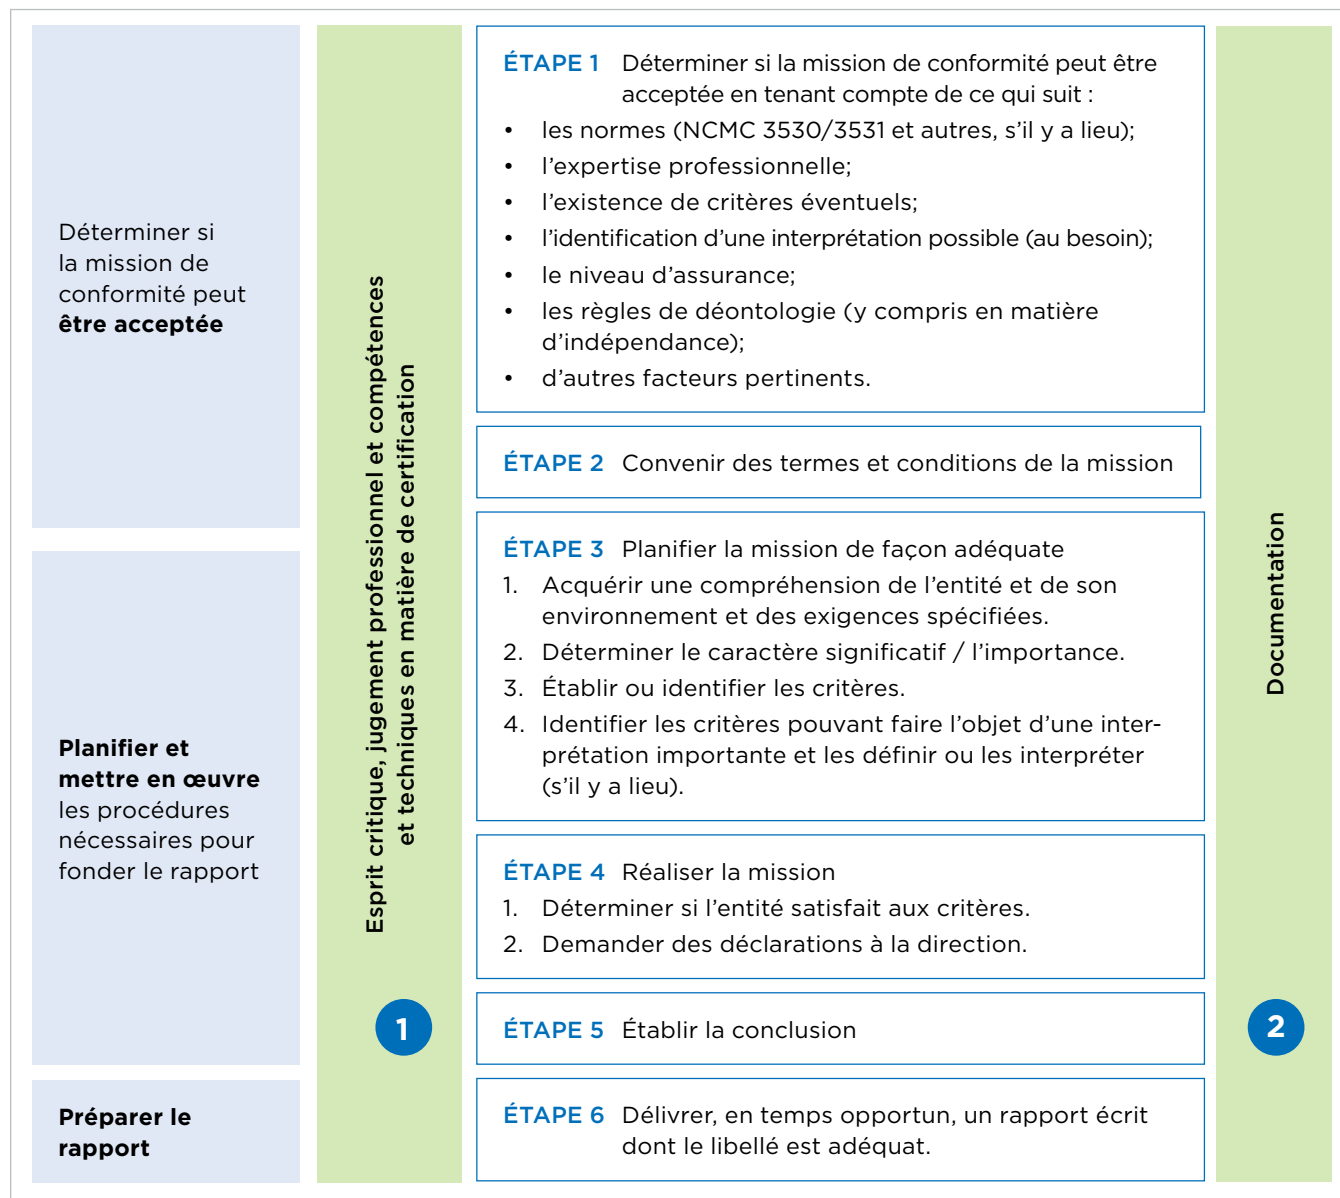 Déterminer si
la mission de
conformité peut
être acceptée
Planifier et
mettre en œuvre
les procédures
nécessaires pour
fonder le rapport
Préparer le
rapport
Esprit critique, jugement professionnel et compétences
et techniques en matière de certification
1
ÉTAPE 1 Déterminer si la mission de conformité peut être
acceptée en tenant compte de ce qui suit :
• les normes (NCMC 3530/3531 et autres, s’il y a lieu);
• l’expertise professionnelle;
• l’existence de critères éventuels;
• l’identification d’une interprétation possible (au besoin);
• le niveau d’assurance;
• les règles de déontologie (y compris en matière
d’indépendance);
• d’autres facteurs pertinents.
ÉTAPE 2 Convenir des termes et conditions de la mission
ÉTAPE 3 Planifier la mission de façon adéquate
1. Acquérir une compréhension de l’entité et de son
environnement et des exigences spécifiées.
2. Déterminer le caractère significatif / l’importance.
3. Établir ou identifier les critères.
4. Identifier les critères pouvant faire l’objet d’une inter-
prétation importante et les définir ou les interpréter
(s’il y a lieu).
ÉTAPE 4 Réaliser la mission
1. Déterminer si l’entité satisfait aux critères.
2. Demander des déclarations à la direction.
ÉTAPE 5 Établir la conclusion
ÉTAPE 6 Délivrer, en temps opportun, un rapport écrit
dont le libellé est adéquat.
Documentation
2